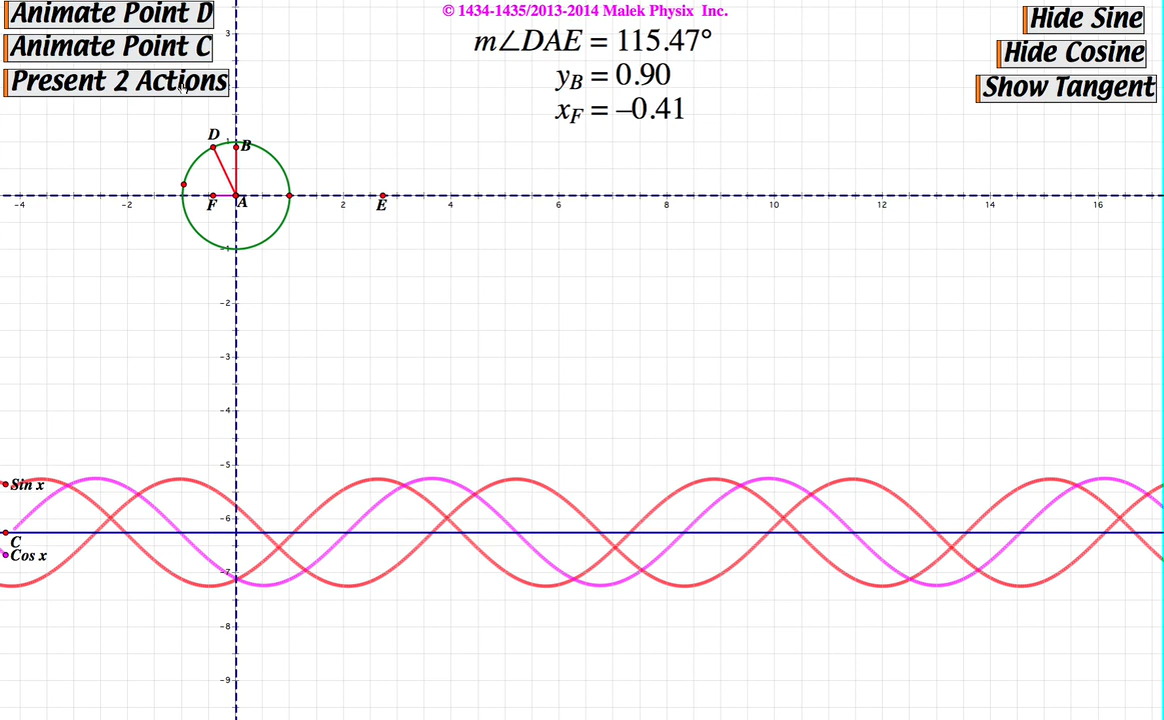 Animate Point D
© 1434-1435/2013-2014 Malek Physix Inc.
Hide Sine
Animate Point C
m∠DAE = 115.47°
Hide Cosine
Present 2 Actions
y_B = 0.90
Show Tangent
x_F = –0.41
3
D
1
B
F
A
E
-4
-2
2
4
6
8
10
12
14
16
-1
-2
-3
-4
-5
Sin x
-6
C
Cos x
-7
-8
-9